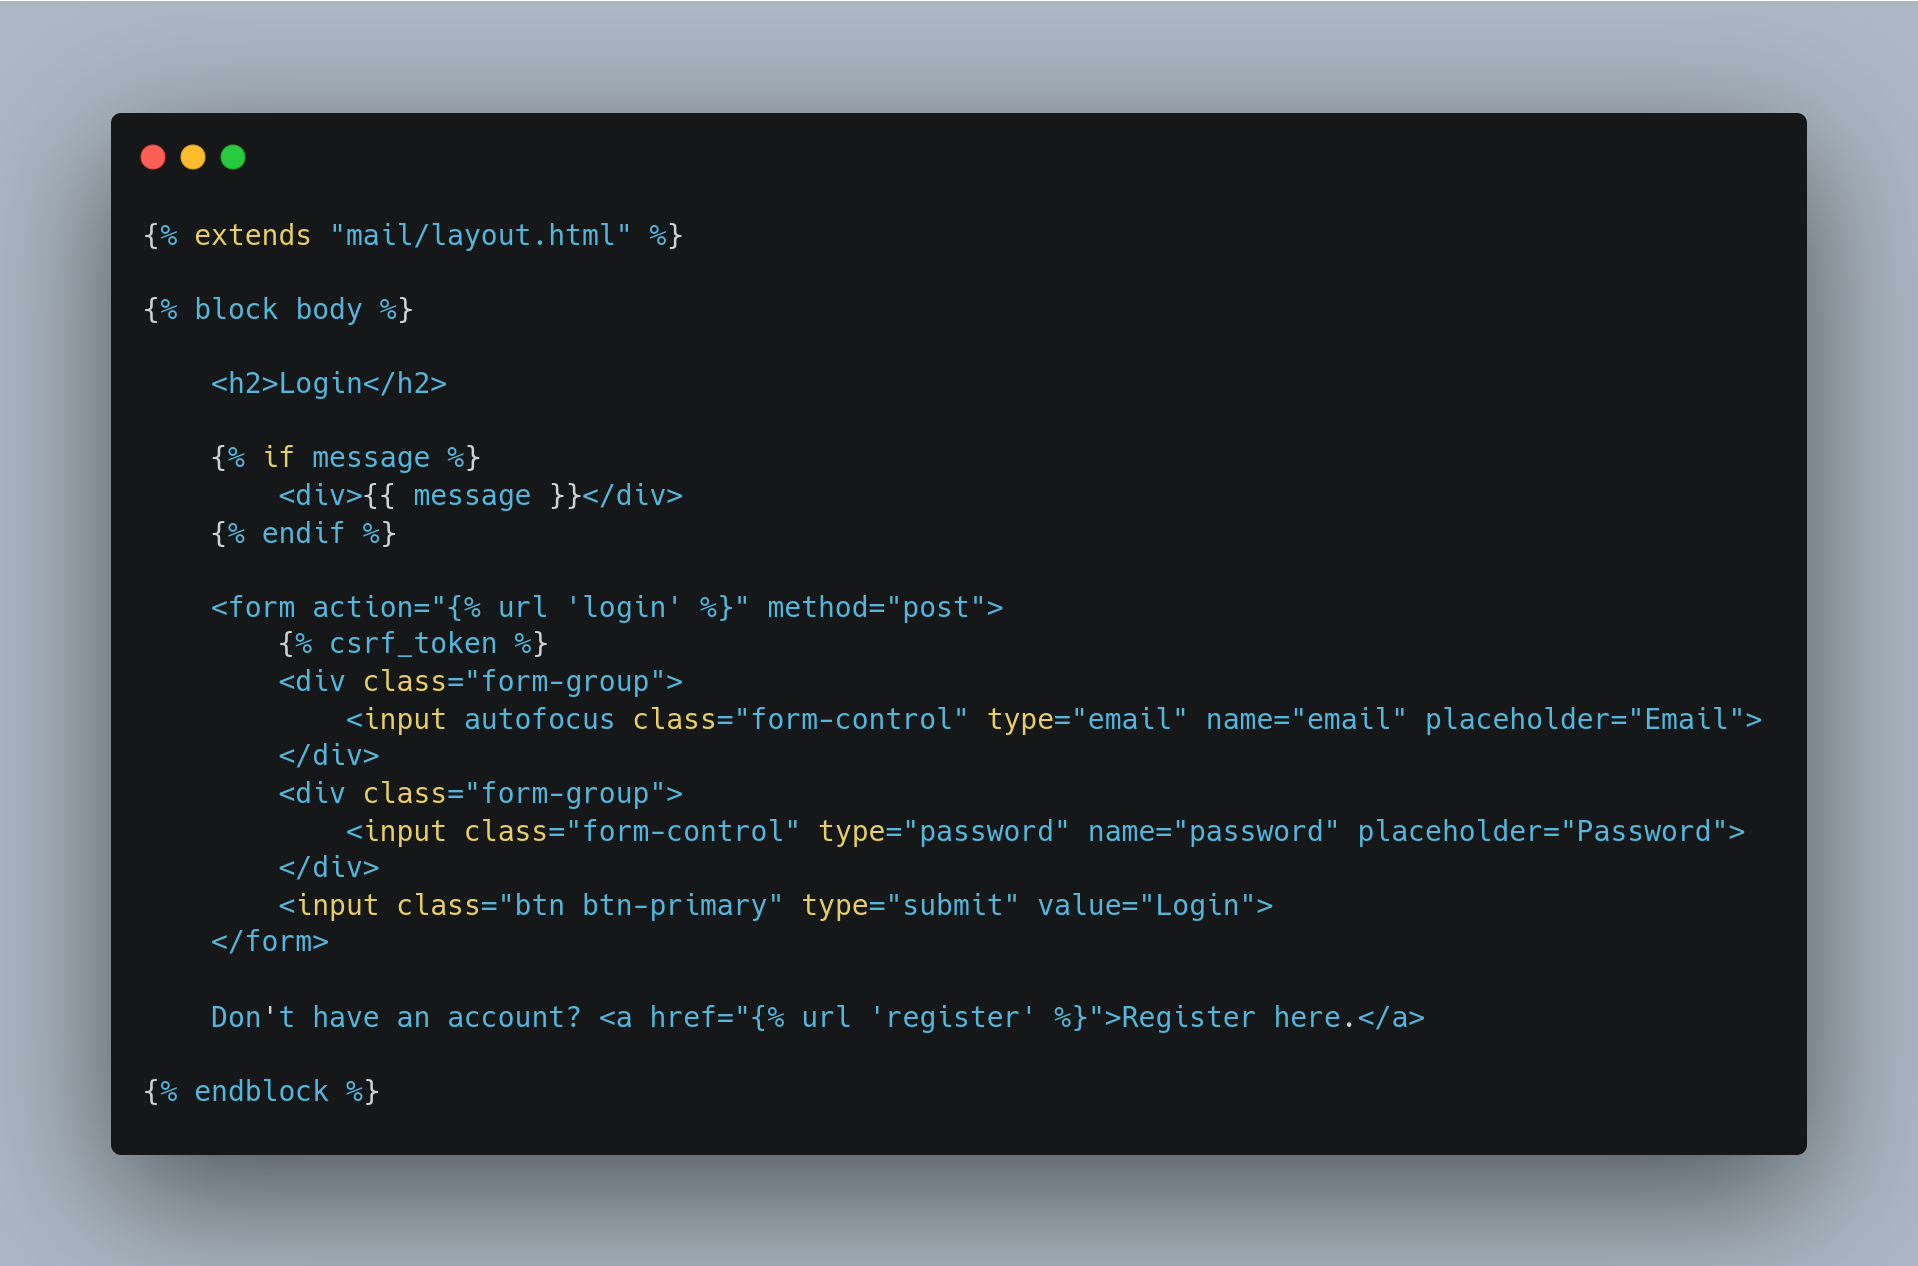 {% extends "mail/layout.html" %}
{% block body %}
<h2>Login</h2>
{% if message %}
<div>{{ message }}</div>
{% endif %}
<form action="{% url 'login' %}" method="post">
{% csrf_token %}
<div class="form-group">
<input autofocus class="form-control" type="email" name="email" placeholder="Email">
</div>
<div class="form-group">
<input class="form-control" type="password" name="password" placeholder="Password">
</div>
<input class="btn btn-primary" type="submit" value="Login">
</form>
Don't have an account? <a href="{% url 'register' %}">Register here.</a>
{% endblock %}